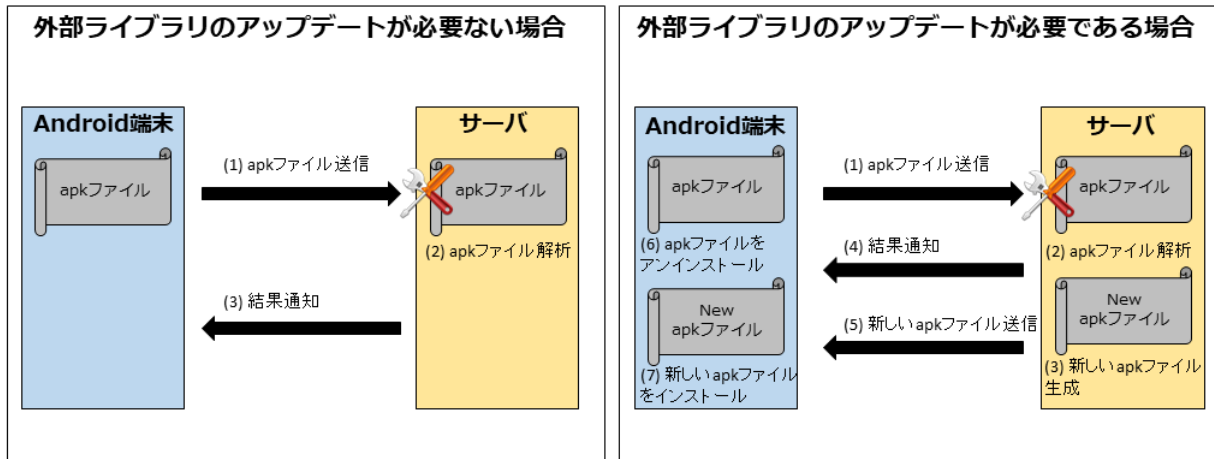 外部ライブラリのアップデートが必要ない場合
Android端末
サーバ
apkファイル
(1) apkファイル送信
apkファイル
(2) apkファイル解析
(3) 結果通知
外部ライブラリのアップデートが必要である場合
Android端末
サーバ
apkファイル
(1) apkファイル送信
apkファイル
(6) apkファイルを
アンインストール
(4) 結果通知
(2) apkファイル解析
New
apkファイル
(5) 新しいapkファイル送信
New
apkファイル
(7) 新しいapkファイル
をインストール
(3) 新しいapkファイル
生成